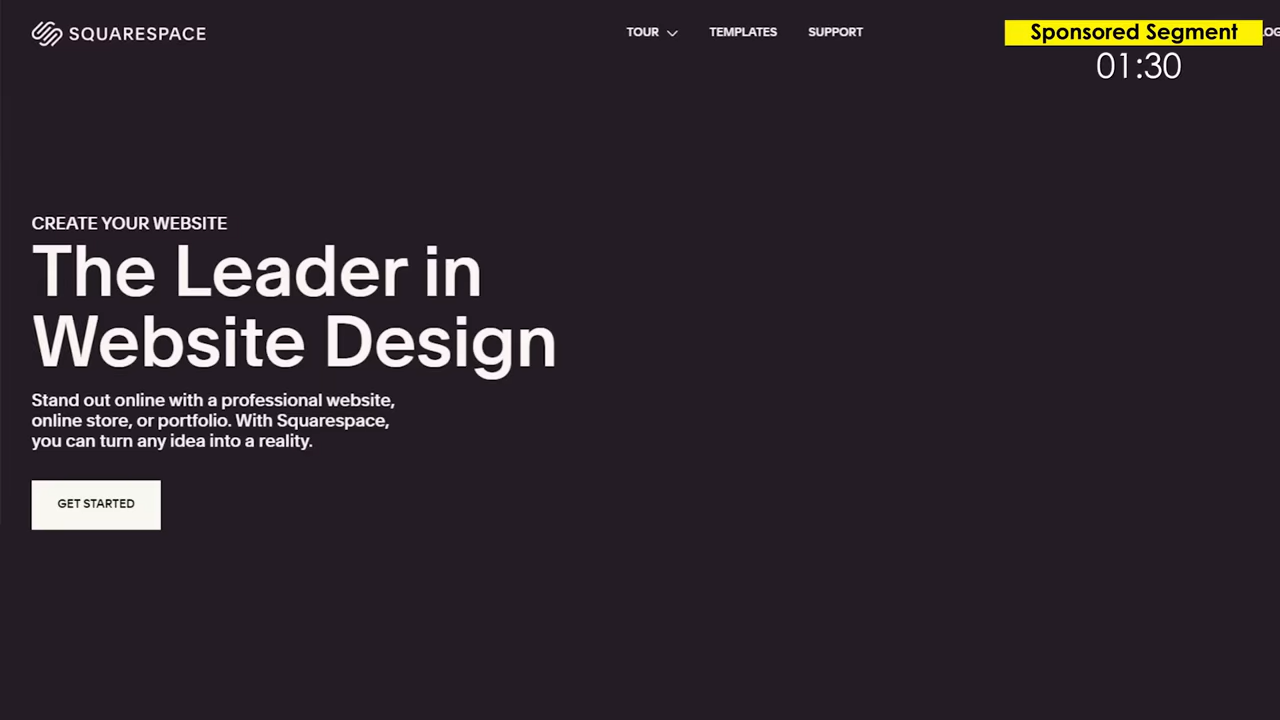 SQUARESPACE
TOUR
TEMPLATES
SUPPORT
Sponsored Segment
01:30
CREATE YOUR WEBSITE
The Leader in
Website Design
Stand out online with a professional website,
online store, or portfolio. With Squarespace,
you can turn any idea into a reality.
GET STARTED